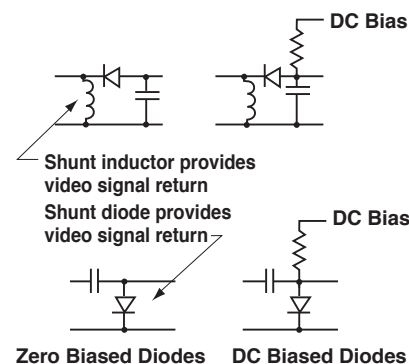 DC Bias
Shunt inductor provides
video signal return
Shunt diode provides
video signal return
DC Bias
Zero Biased Diodes
DC Biased Diodes